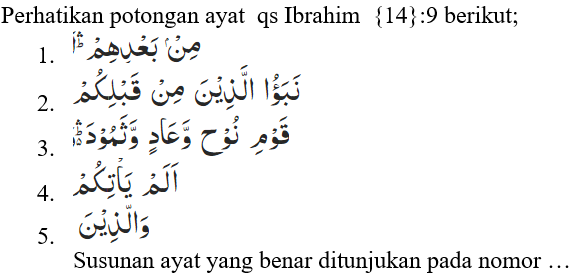 Perhatikan potongan ayat qs Ibrahim {14}:9 berikut;
1. مِنْۢ بَعْدِهِمْ ۗ
2. نَبَؤُا الَّذِيْنَ مِنْ قَبْلِكُمْ
3. قَوْمِ نُوْحٍ وَّعَادٍ وَّثَمُوْدَ ۗ
4. اَلَمْ يَأْتِكُمْ
5. وَالَّذِيْنَ
Susunan ayat yang benar ditunjukan pada nomor …